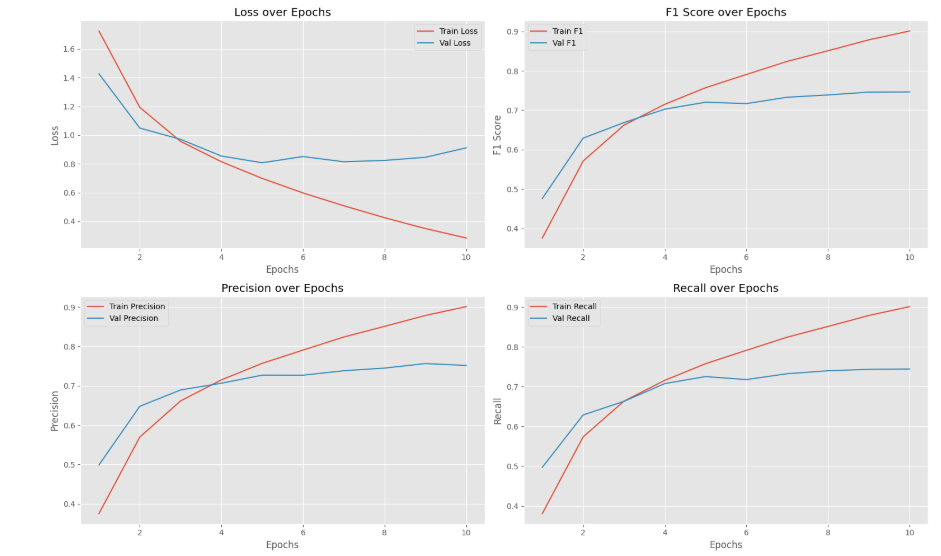 Loss over Epochs
Train Loss
Val Loss
1.6
1.4
1.2
1.0
0.8
0.6
0.4
Loss
2
4
6
8
10
Epochs
F1 Score over Epochs
Train F1
Val F1
0.9
0.8
0.7
0.6
0.5
0.4
F1 Score
2
4
6
8
10
Epochs
Precision over Epochs
Train Precision
Val Precision
0.9
0.8
0.7
0.6
0.5
0.4
Precision
2
4
6
8
10
Epochs
Recall over Epochs
Train Recall
Val Recall
0.9
0.8
0.7
0.6
0.5
0.4
Recall
2
4
6
8
10
Epochs